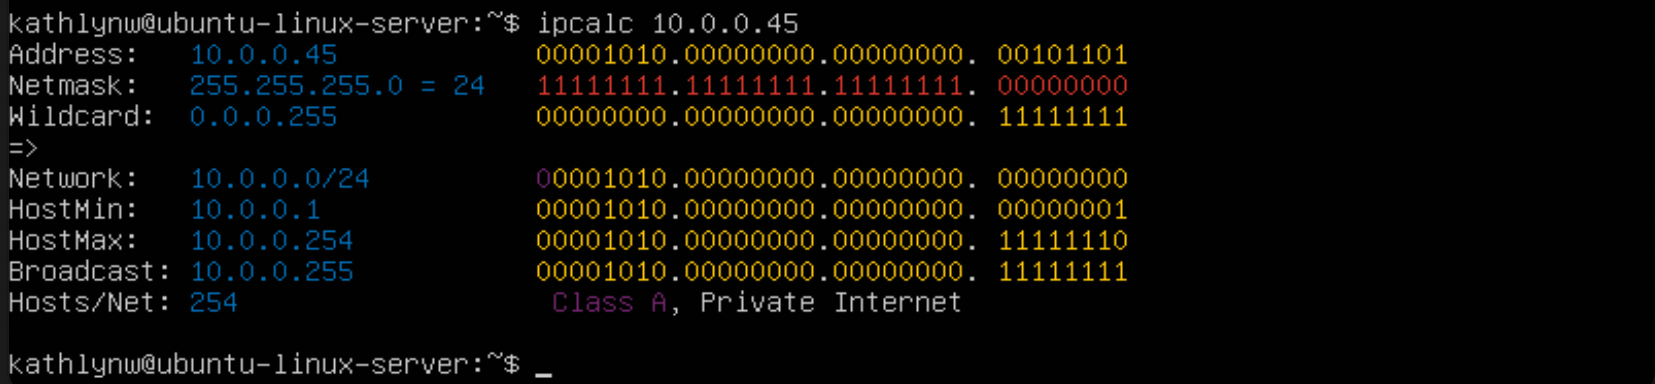 kathlynw@ubuntu-linux-server:~$ ipcalc 10.0.0.45
Address:   10.0.0.45            00001010.00000000.00000000. 00101101
Netmask:   255.255.255.0 = 24   11111111.11111111.11111111. 00000000
Wildcard:  0.0.0.255            00000000.00000000.00000000. 11111111
=>
Network:   10.0.0.0/24          00001010.00000000.00000000. 00000000
HostMin:   10.0.0.1             00001010.00000000.00000000. 00000001
HostMax:   10.0.0.254           00001010.00000000.00000000. 11111110
Broadcast: 10.0.0.255           00001010.00000000.00000000. 11111111
Hosts/Net: 254                   Class A, Private Internet
kathlynw@ubuntu-linux-server:~$ _